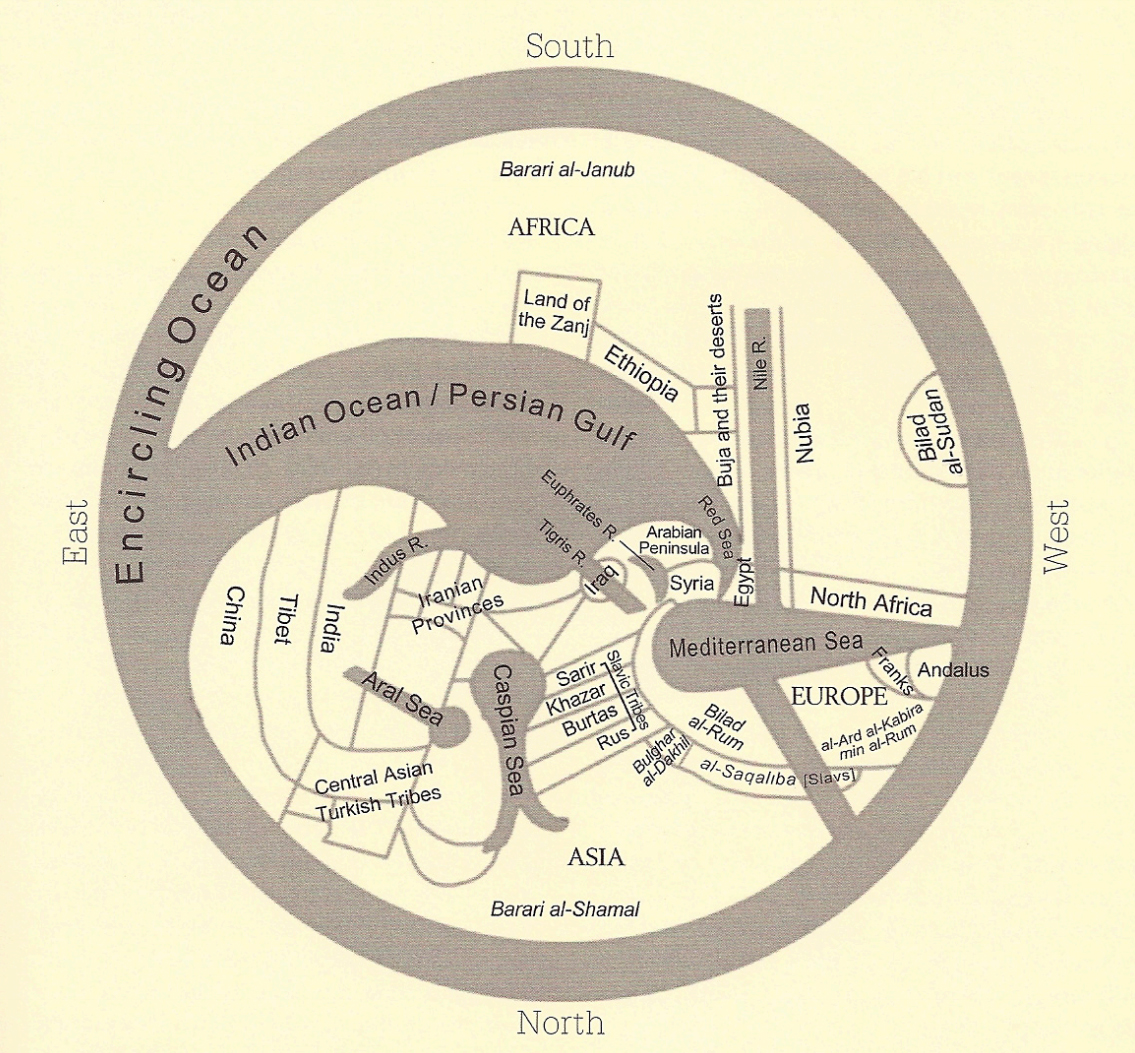 South
Barari al-Janub
AFRICA
Encircling Ocean
Land of
the Zanj
Ethiopia
Buja and their deserts
Nile R.
Nubia
Bilad
al-Sudan
Indian Ocean / Persian Gulf
Red Sea
Euphrates R.
Tigris R.
Arabian
Peninsula
Indus R.
Iraq
Syria
Egypt
North Africa
East
West
China
Tibet
India
Iranian
Provinces
Mediterranean Sea
Franks
Andalus
EUROPE
Aral Sea
Caspian Sea
Sarir
Khazar
Burtas
Rus
Slavic Tribes
Bulghar
al-Dakhil
Bilad
al-Rum
al-Ard al-Kabira
min al-Rum
al-Saqaliba [Slavs]
Central Asian
Turkish Tribes
ASIA
Barari al-Shamal
North